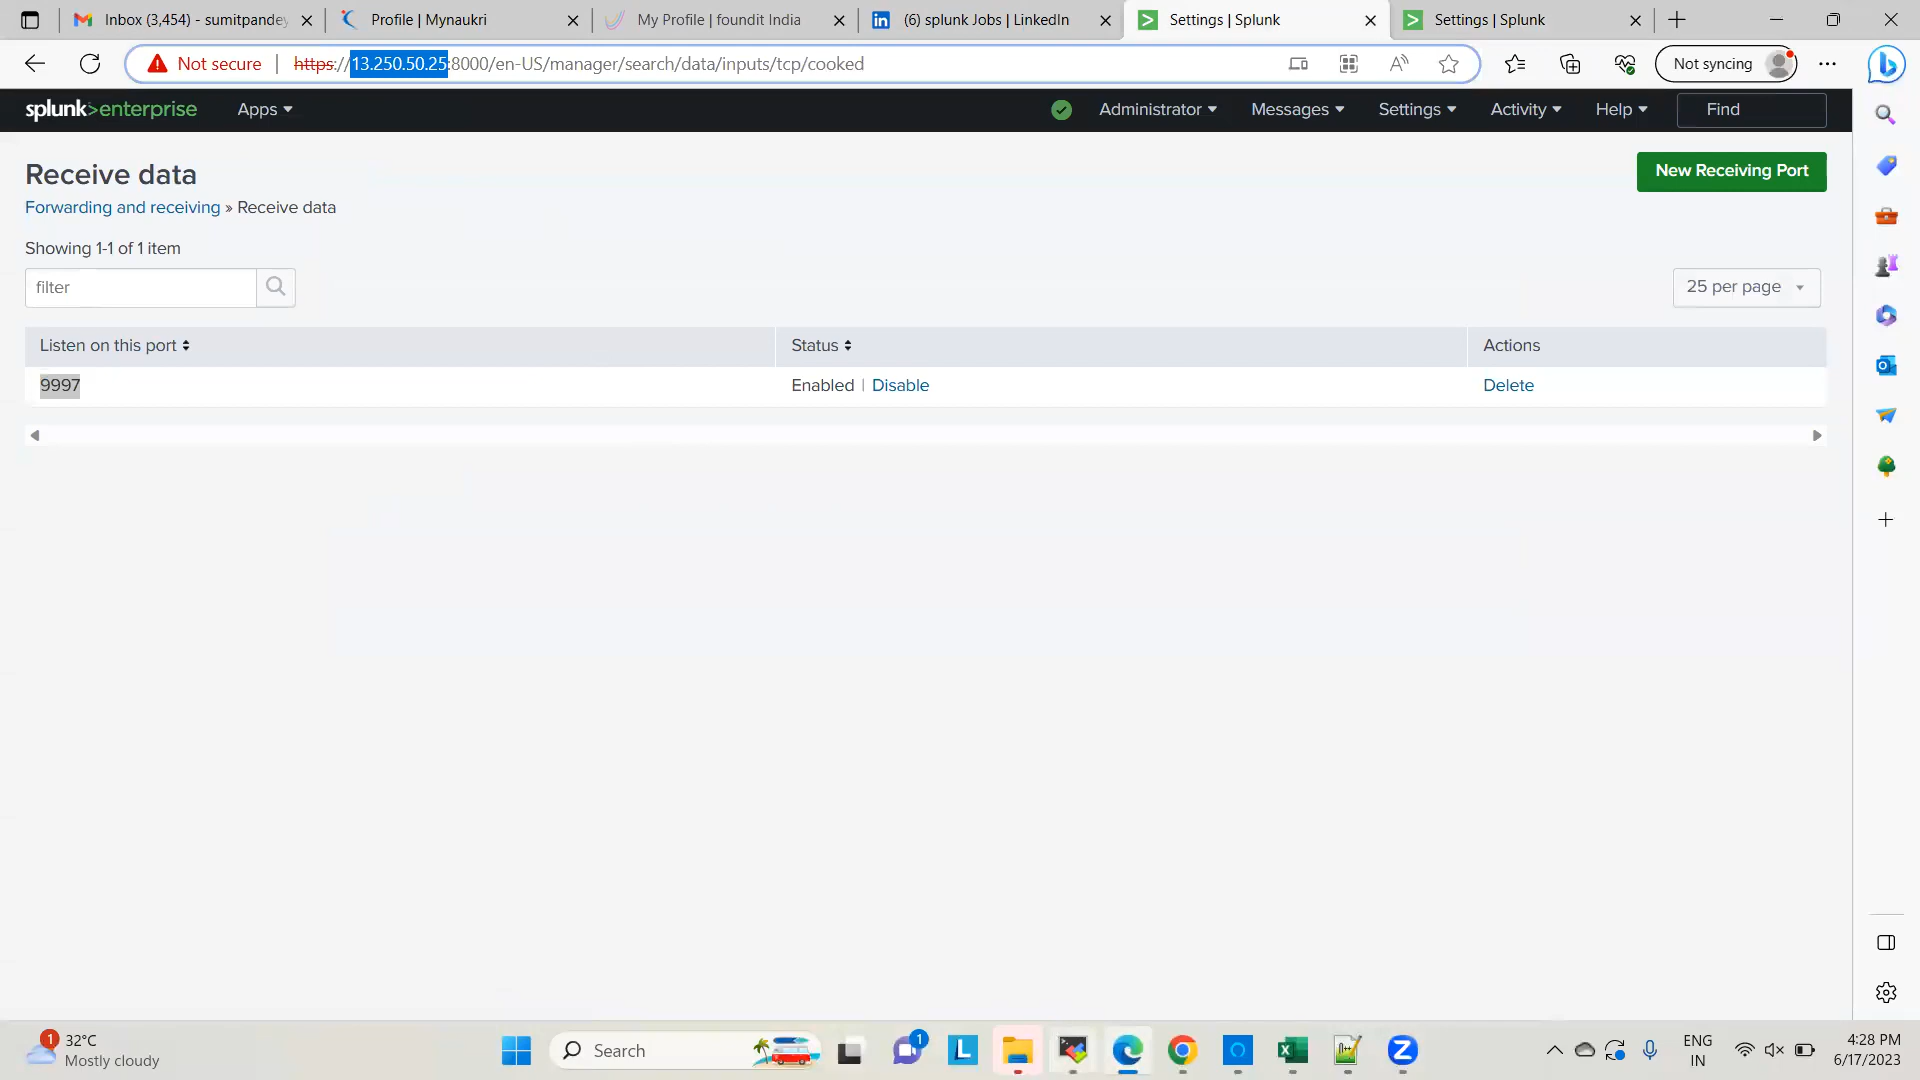 Inbox (3,454) - sumitpandey
Profile | Mynaukri
My Profile | foundit India
(6) splunk Jobs | LinkedIn
Settings | Splunk
Settings | Splunk
Not secure
https://13.250.50.25:8000/en-US/manager/search/data/inputs/tcp/cooked
Not syncing
splunk>enterprise
Apps
Administrator
Messages
Settings
Activity
Help
Find
Receive data
New Receiving Port
Forwarding and receiving » Receive data
Showing 1-1 of 1 item
filter
25 per page
Listen on this port
Status
Actions
9997
Enabled | Disable
Delete
1
32°C
Mostly cloudy
Search
1
ENG
IN
4:28 PM
6/17/2023